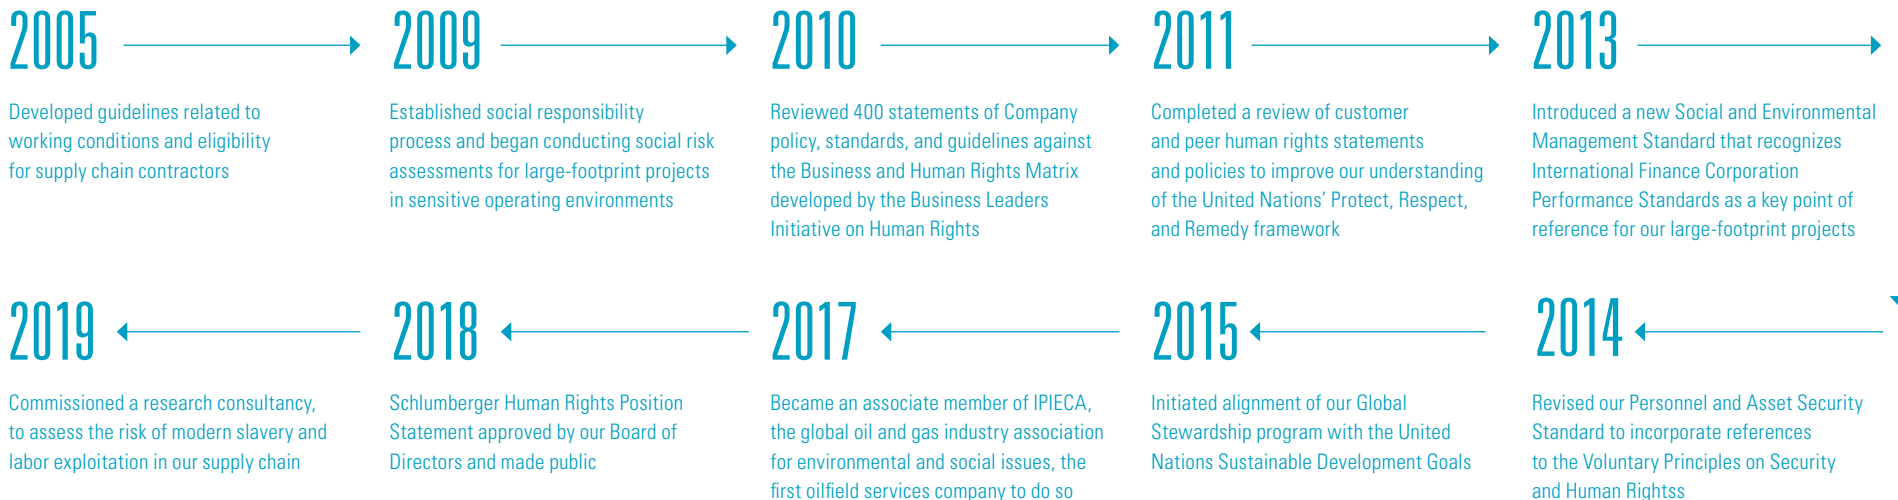 2005
Developed guidelines related to
working conditions and eligibility
for supply chain contractors
2009
Established social responsibility
process and began conducting social risk
assessments for large-footprint projects
in sensitive operating environments
2010
Reviewed 400 statements of Company
policy, standards, and guidelines against
the Business and Human Rights Matrix
developed by the Business Leaders
Initiative on Human Rights
2011
Completed a review of customer
and peer human rights statements
and policies to improve our understanding
of the United Nations’ Protect, Respect,
and Remedy framework
2013
Introduced a new Social and Environmental
Management Standard that recognizes
International Finance Corporation
Performance Standards as a key point of
reference for our large-footprint projects
2014
Revised our Personnel and Asset Security
Standard to incorporate references
to the Voluntary Principles on Security
and Human Rightss
2015
Initiated alignment of our Global
Stewardship program with the United
Nations Sustainable Development Goals
2017
Became an associate member of IPIECA,
the global oil and gas industry association
for environmental and social issues, the
first oilfield services company to do so
2018
Schlumberger Human Rights Position
Statement approved by our Board of
Directors and made public
2019
Commissioned a research consultancy,
to assess the risk of modern slavery and
labor exploitation in our supply chain